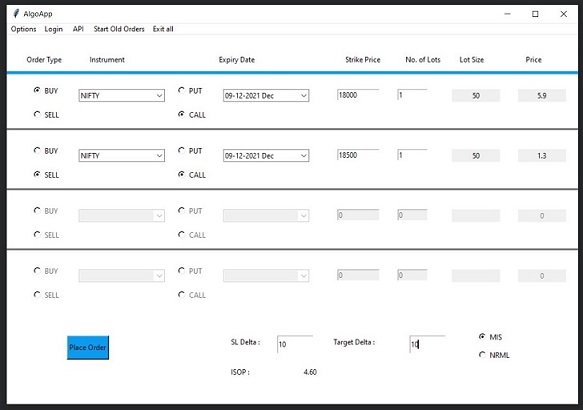 AlgoApp
Options Login API Start Old Orders Exit all
Order Type Instrument Expiry Date Strike Price No. of Lots Lot Size Price
BUY NIFTY PUT 09-12-2021 Dec 18000 1 50 5.9
SELL CALL
BUY NIFTY PUT 09-12-2021 Dec 18500 1 50 1.3
SELL CALL
BUY PUT 0 0 0
SELL CALL
BUY PUT 0 0 0
SELL CALL
Place Order SL Delta : 10 Target Delta : 10 MIS
NRML
ISOP : 4.60